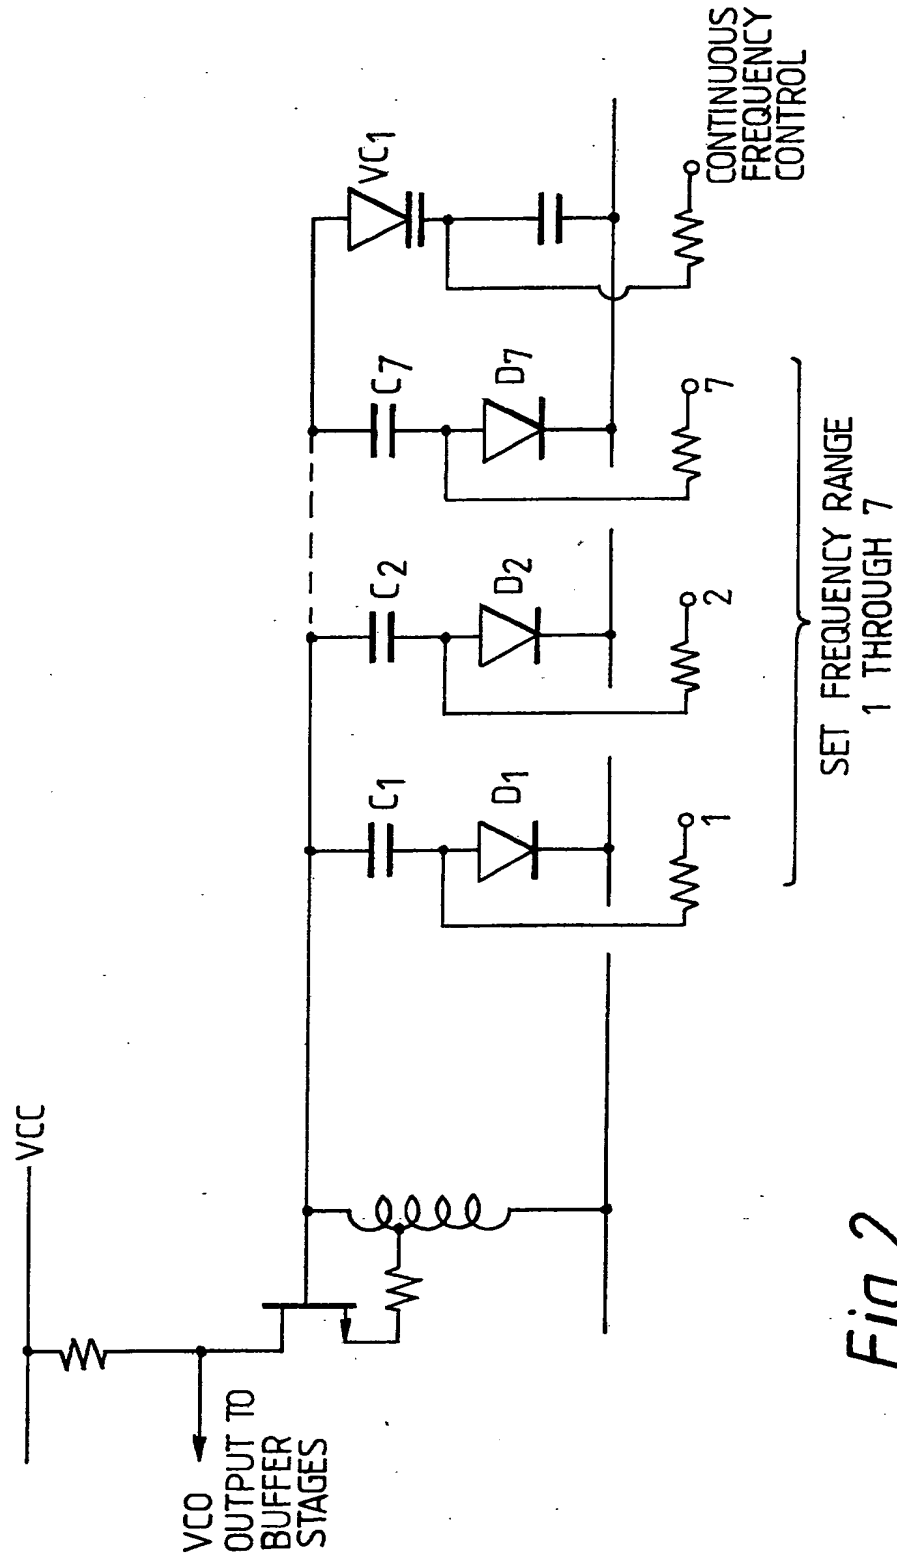 VCC
VCO
OUTPUT TO
BUFFER
STAGES
C1
C2
C7
VC1
D1
D2
D7
1
2
7
CONTINUOUS
FREQUENCY
CONTROL
SET FREQUENCY RANGE
1 THROUGH 7
Fig. 2